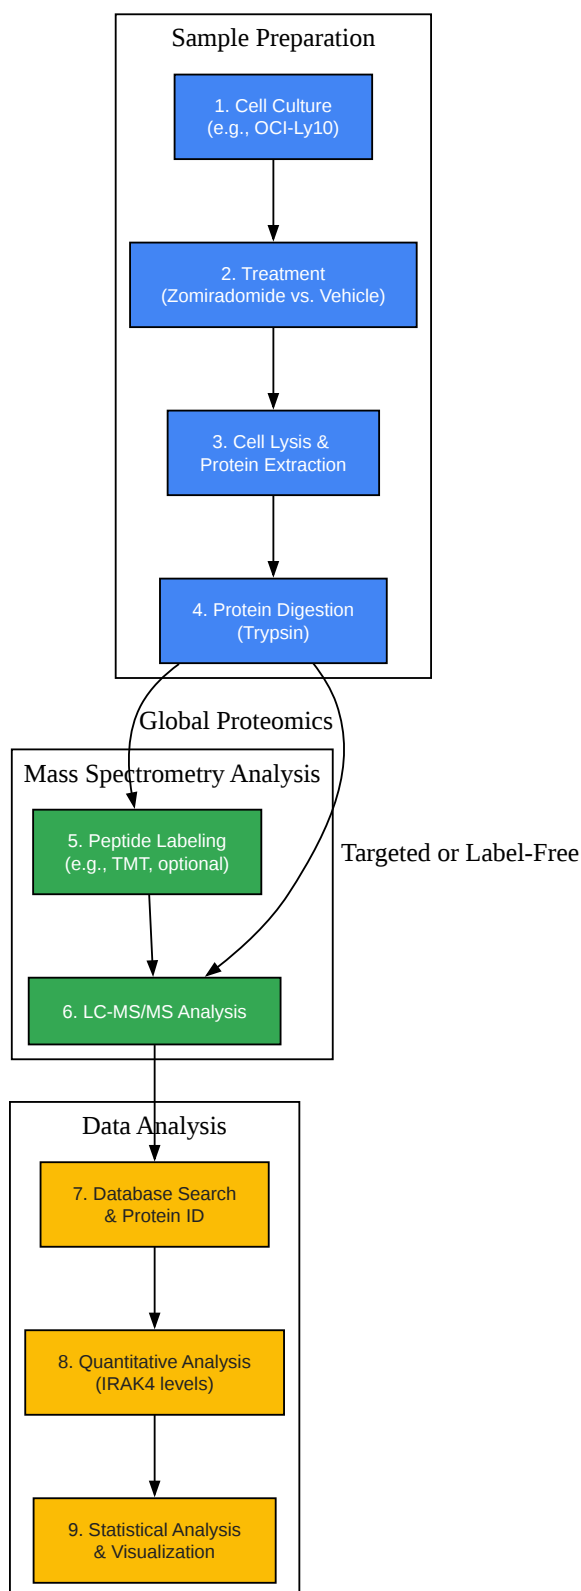 Sample Preparation
1. Cell Culture
(e.g., OCI-Ly10)
2. Treatment
(Zomiradomide vs. Vehicle)
3. Cell Lysis &
Protein Extraction
4. Protein Digestion
(Trypsin)
Global Proteomics
Mass Spectrometry Analysis
5. Peptide Labeling
(e.g., TMT, optional)
Targeted or Label-Free
6. LC-MS/MS Analysis
Data Analysis
7. Database Search
& Protein ID
8. Quantitative Analysis
(IRAK4 levels)
9. Statistical Analysis
& Visualization